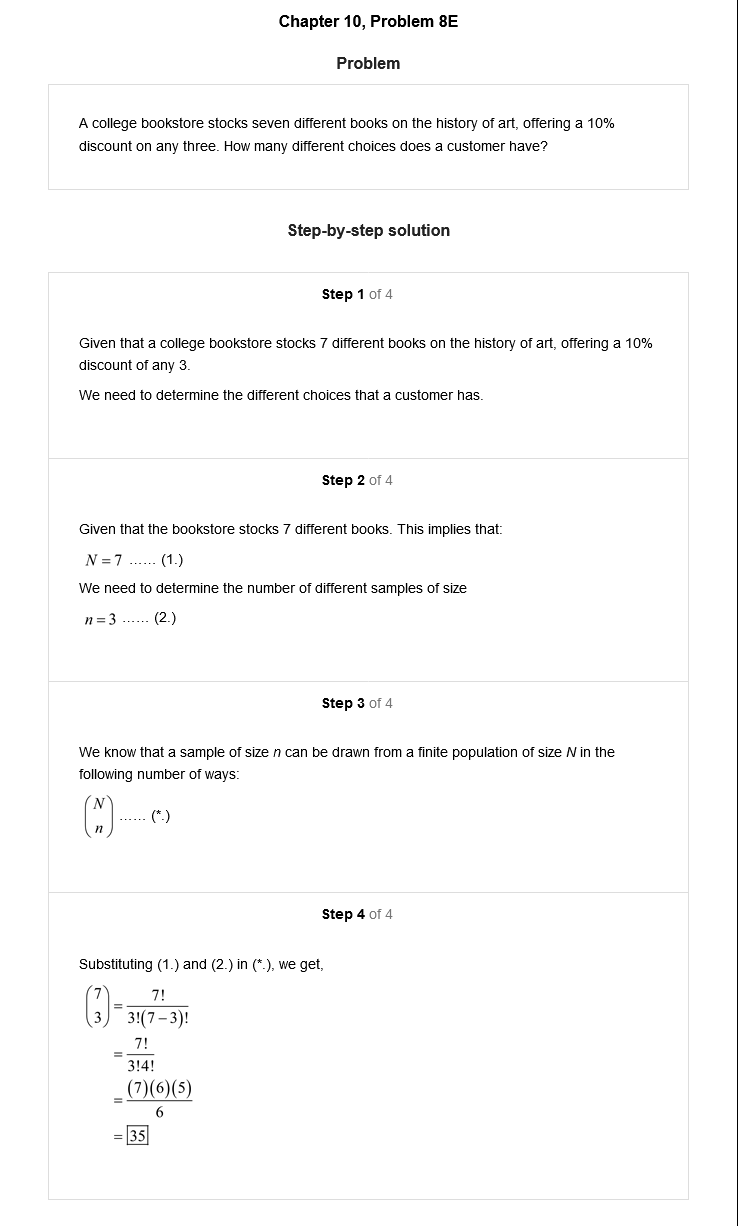 Chapter 10, Problem 8E
Problem
A college bookstore stocks seven different books on the history of art, offering a 10%
discount on any three. How many different choices does a customer have?
Step-by-step solution
Step 1 of 4
Given that a college bookstore stocks 7 different books on the history of art, offering a 10%
discount of any 3.
We need to determine the different choices that a customer has.
Step 2 of 4
Given that the bookstore stocks 7 different books. This implies that:
N = 7 ...... (1.)
We need to determine the number of different samples of size
n = 3 ...... (2.)
Step 3 of 4
We know that a sample of size n can be drawn from a finite population of size N in the
following number of ways:
(N
n) ...... (*.)
Step 4 of 4
Substituting (1.) and (2.) in (*.), we get,
(7
3) = 7! / 3!(7 − 3)!
= 7! / 3!4!
= (7)(6)(5) / 6
= 35